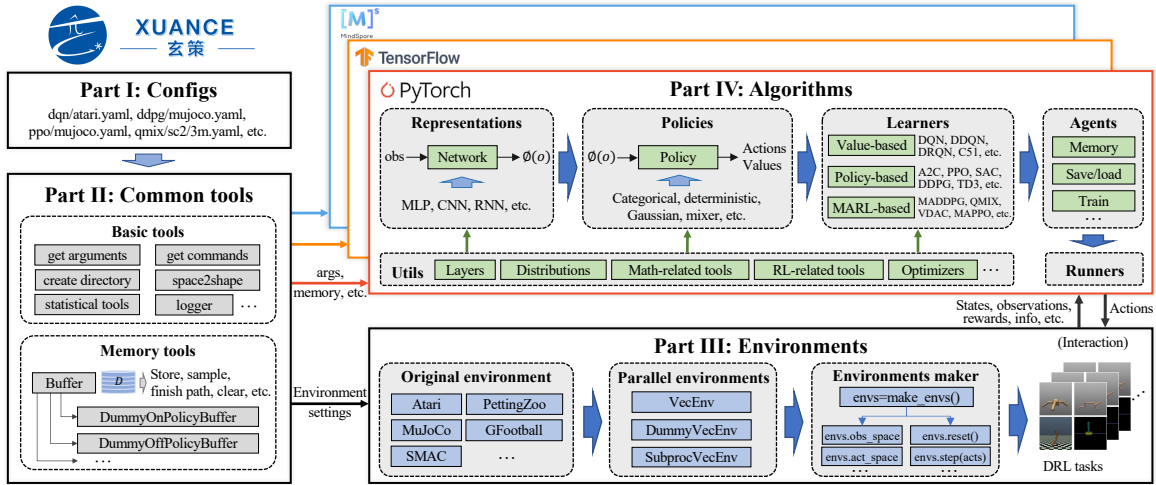 XUANCE
玄策
[M]s
MindSpore
TensorFlow
PyTorch
Part I: Configs
dqn/atari.yaml, ddpg/mujoco.yaml,
ppo/mujoco.yaml, qmix/sc2/3m.yaml, etc.
Part II: Common tools
Basic tools
get arguments
get commands
create directory
space2shape
statistical tools
logger
...
Memory tools
Buffer
D
Store, sample,
finish path, clear, etc.
DummyOnPolicyBuffer
DummyOffPolicyBuffer
...
args,
memory, etc.
Environment
settings
Part IV: Algorithms
Representations
obs
Network
Ø(o)
MLP, CNN, RNN, etc.
Policies
Ø(o)
Policy
Actions
Values
Categorical, deterministic,
Gaussian, mixer, etc.
Learners
Value-based
DQN, DDQN,
DRQN, C51, etc.
Policy-based
A2C, PPO, SAC,
DDPG, TD3, etc.
MARL-based
MADDPG, QMIX,
VDAC, MAPPO, etc.
Agents
Memory
Save/load
Train
...
Utils
Layers
Distributions
Math-related tools
RL-related tools
Optimizers
...
Runners
States, observations,
rewards, info, etc.
Actions
(Interaction)
Part III: Environments
Original environment
Atari
PettingZoo
MuJoCo
GFootball
SMAC
...
Parallel environments
VecEnv
DummyVecEnv
SubprocVecEnv
Environments maker
envs=make_envs()
envs.obs_space
envs.reset()
envs.act_space
envs.step(acts)
...
...
...
DRL tasks